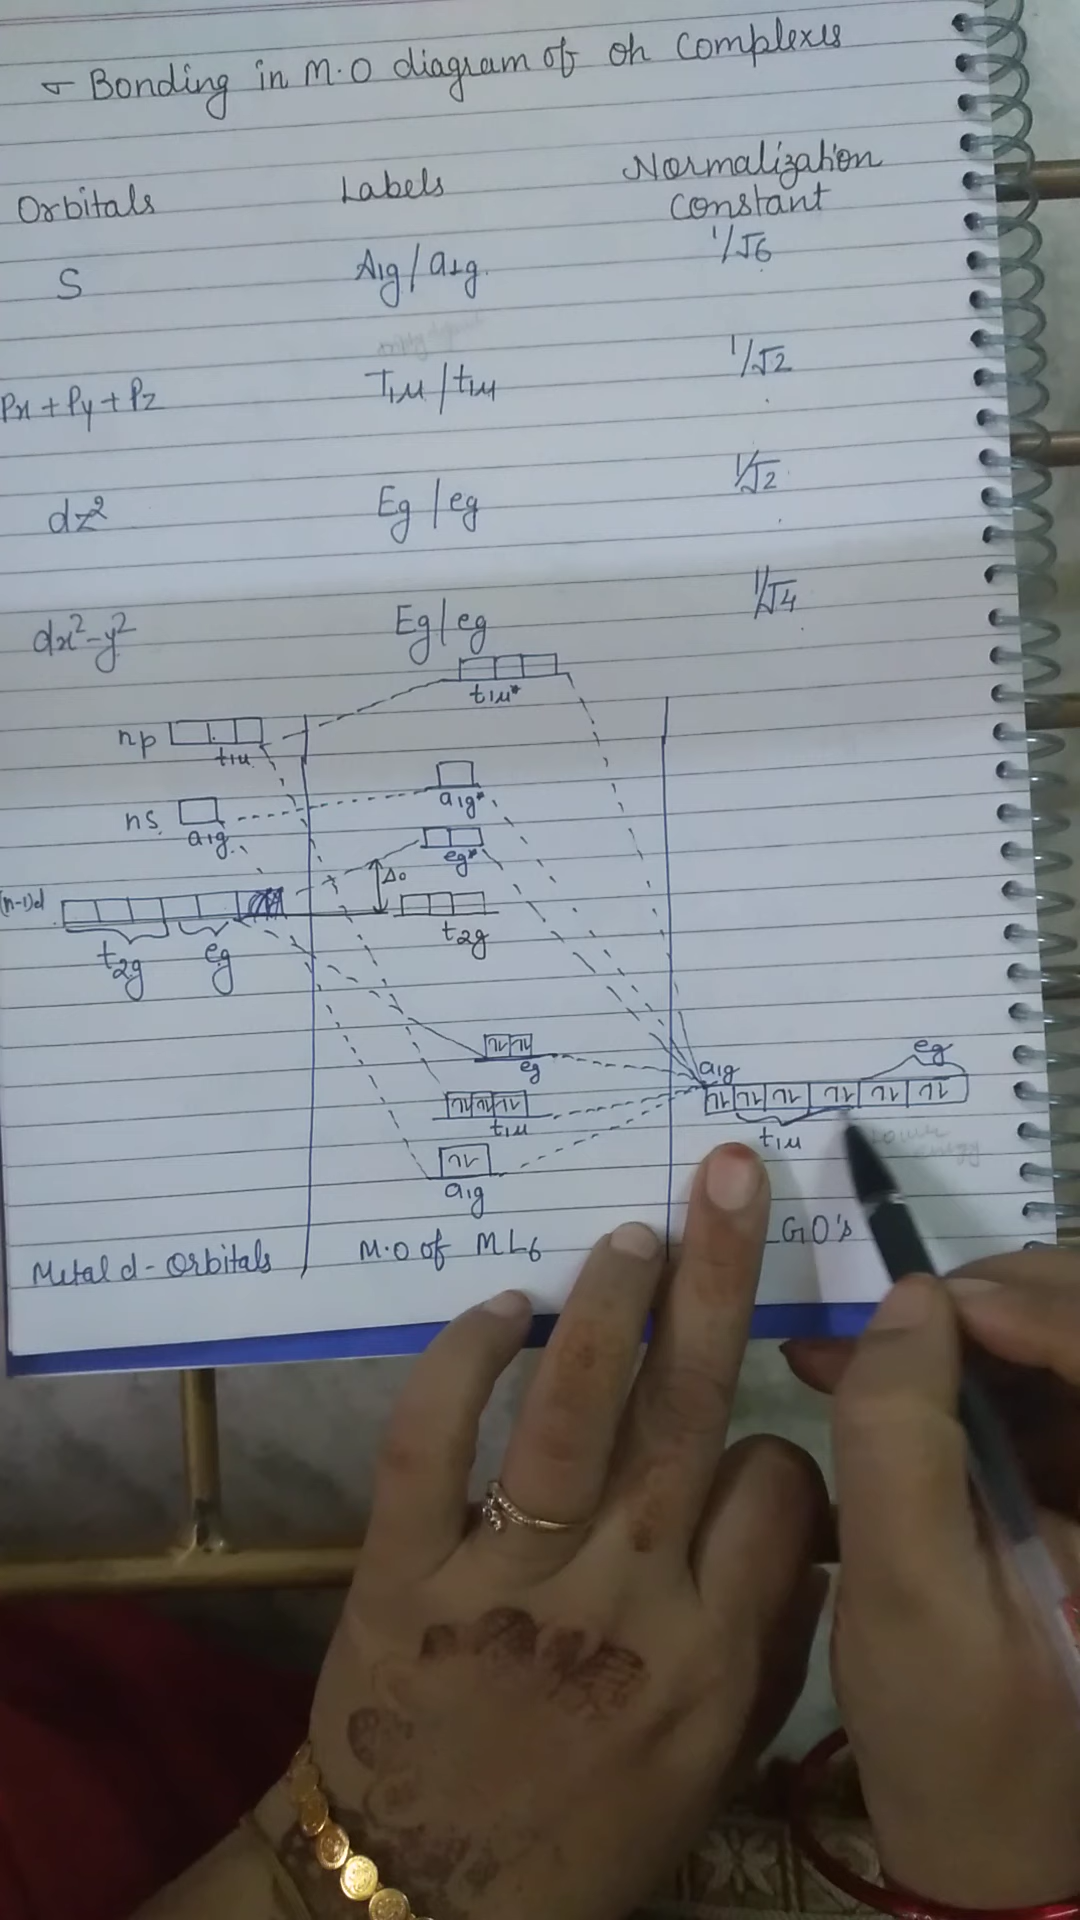 - Bonding in M.O diagram of oh complexes
Orbitals Labels Normalization constant
S A1g/a1g 1/√6
Px + Py + Pz T1u/t1u 1/√2
dz² Eg/eg 1/√2
dx²-y² Eg/eg 1/√4
t1u*
np
t1u
ns
a1g
a1g*
eg*
Δo
(n-1)d
t2g
eg
t2g
eg
t1u
a1g
a1g
eg
t1u
Metal d- Orbitals
M.O of ML6
GO's